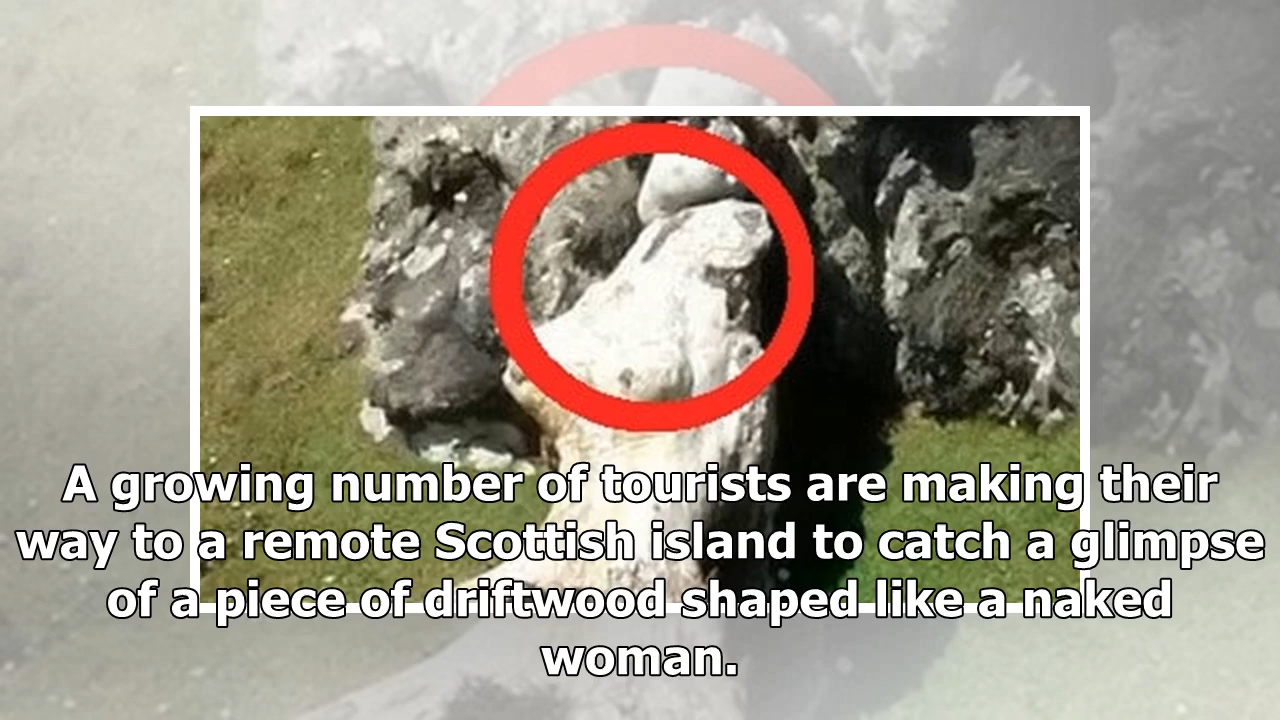 A growing number of tourists are making their
way to a remote Scottish island to catch a glimpse
of a piece of driftwood shaped like a naked
woman.